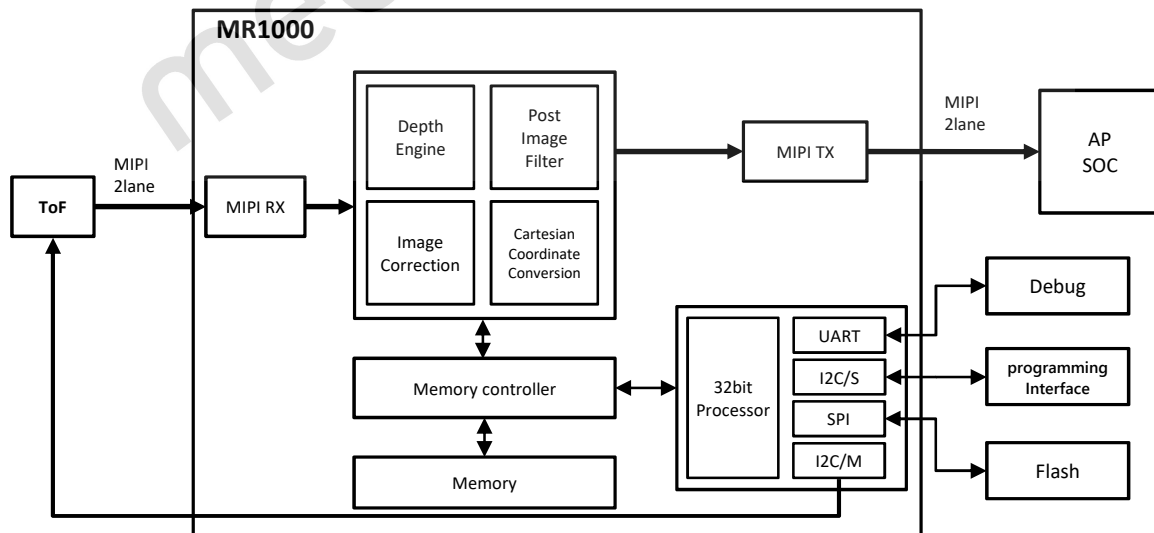 MR1000
ToF
MIPI
2lane
MIPI RX
Depth
Engine
Post
Image
Filter
Image
Correction
Cartesian
Coordinate
Conversion
MIPI TX
MIPI
2lane
AP
SOC
Memory controller
Memory
32bit
Processor
UART
I2C/S
SPI
I2C/M
Debug
programming
Interface
Flash